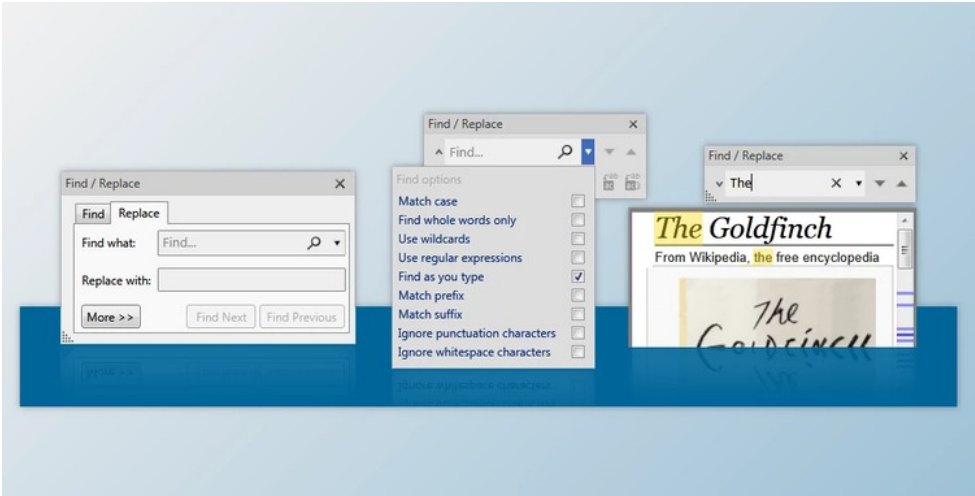 Find / Replace
Find
Replace
Find what:
Find...
Replace with:
More >>
Find Next
Find Previous
Find / Replace
Find...
Find options
Match case
Find whole words only
Use wildcards
Use regular expressions
Find as you type
Match prefix
Match suffix
Ignore punctuation characters
Ignore whitespace characters
Find / Replace
The
The Goldfinch
From Wikipedia, the free encyclopedia
The
GOLDFINCH